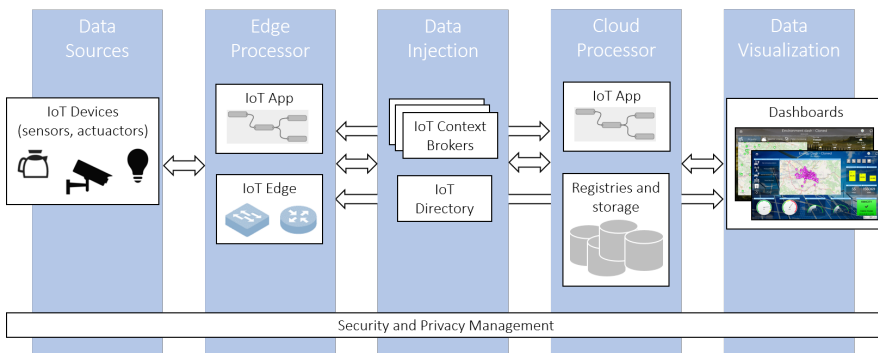 Data
Sources
Edge
Processor
Data
Injection
Cloud
Processor
Data
Visualization
IoT Devices
(sensors, actuactors)
IoT App
IoT Edge
IoT Context
Brokers
IoT
Directory
IoT App
Registries and
storage
Dashboards
Security and Privacy Management